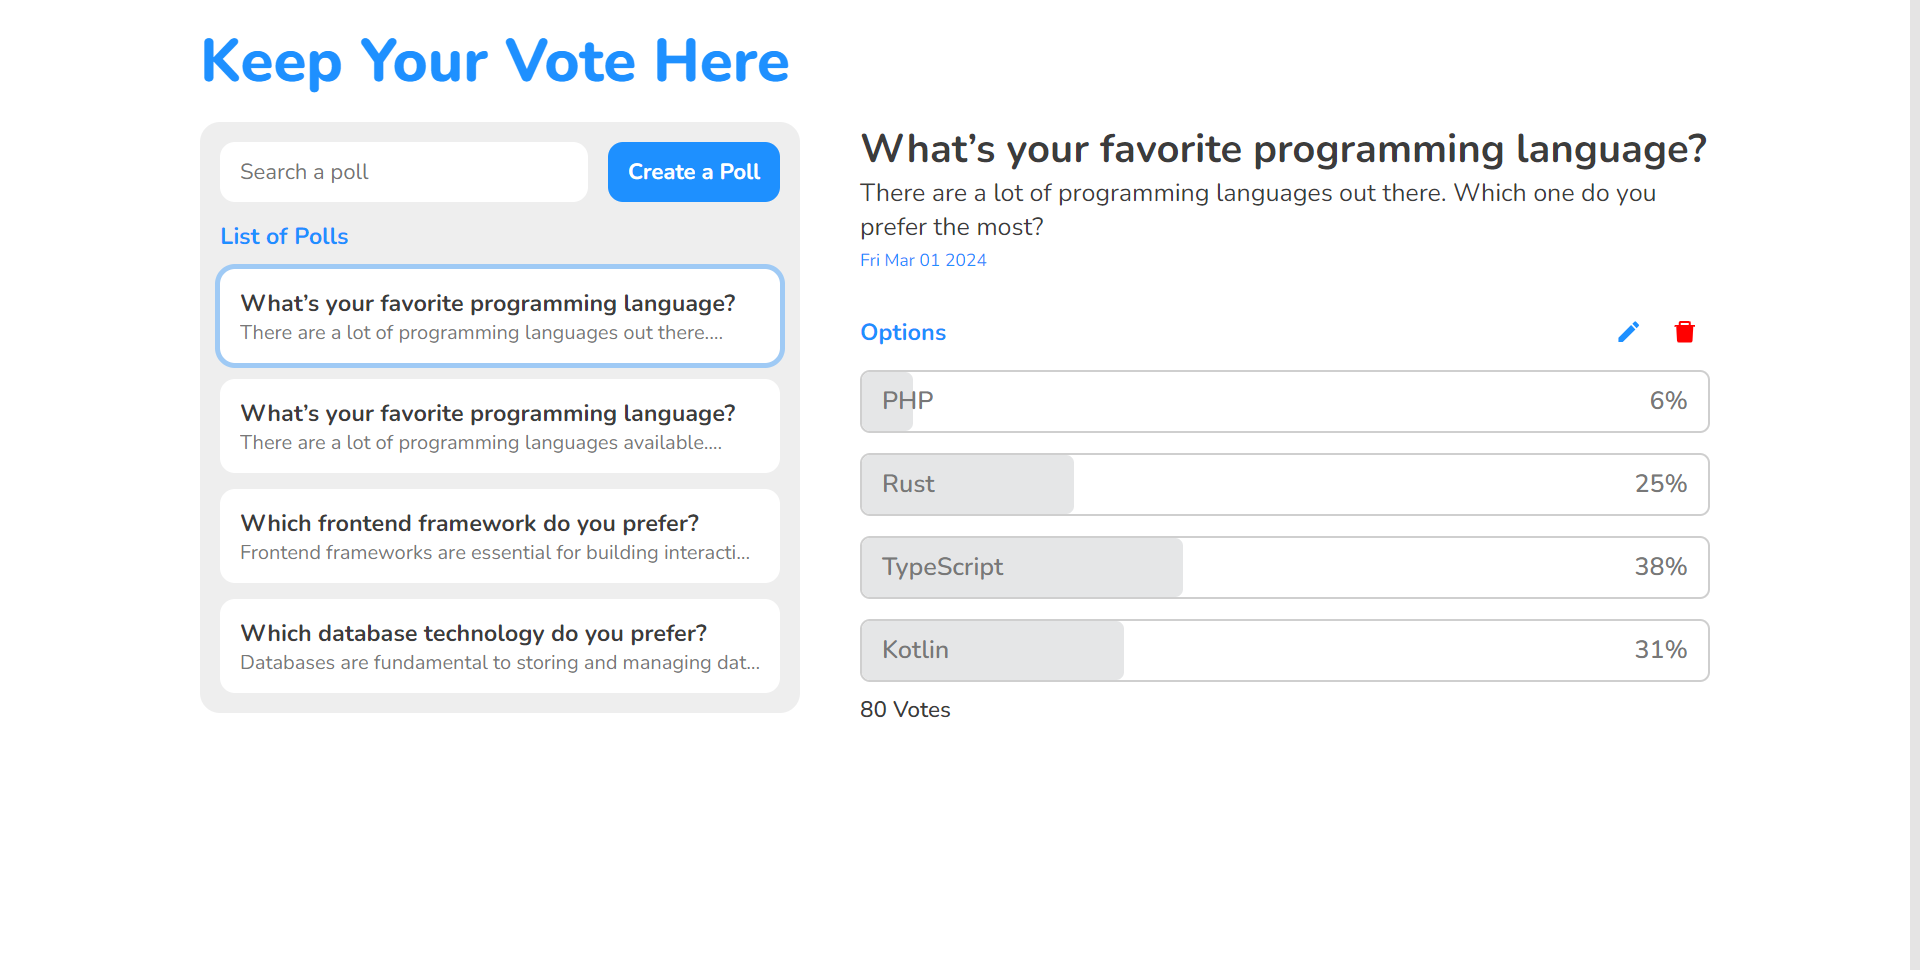 Keep Your Vote Here
Search a poll
Create a Poll
List of Polls
What’s your favorite programming language?
There are a lot of programming languages out there....
What’s your favorite programming language?
There are a lot of programming languages available....
Which frontend framework do you prefer?
Frontend frameworks are essential for building interacti...
Which database technology do you prefer?
Databases are fundamental to storing and managing dat...
What’s your favorite programming language?
There are a lot of programming languages out there. Which one do you
prefer the most?
Fri Mar 01 2024
Options
PHP 6%
Rust 25%
TypeScript 38%
Kotlin 31%
80 Votes